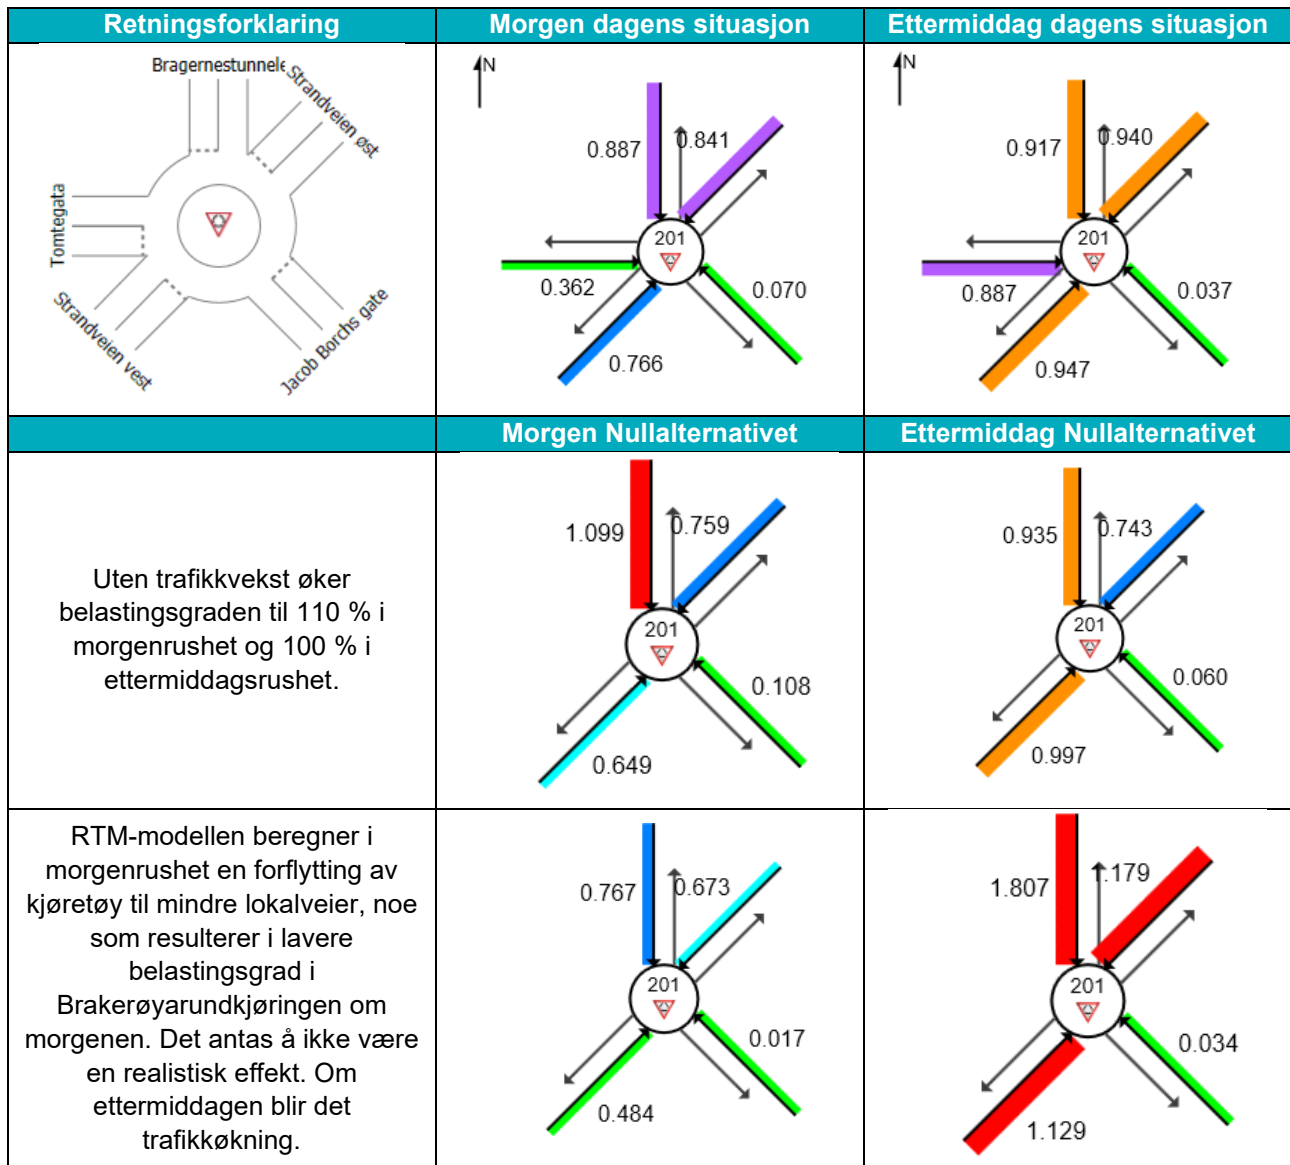 Retningsforklaring
Morgen dagens situasjon
Ettermiddag dagens situasjon
Bragernestunnele
Strandveien øst
Tomtegata
Strandveien vest
Jacob Borchs gate
N
0.887
0.841
201
0.362
0.070
0.766
N
0.917
0.940
201
0.887
0.037
0.947
Morgen Nullalternativet
Ettermiddag Nullalternativet
Uten trafikkvekst øker
belastingsgraden til 110 % i
morgenrushet og 100 % i
ettermiddagsrushet.
1.099
0.759
201
0.108
0.649
0.935
0.743
201
0.060
0.997
RTM-modellen beregner i
morgenrushet en forflytting av
kjøretøy til mindre lokalveier, noe
som resulterer i lavere
belastingsgrad i
Brakerøyarundkjøringen om
morgenen. Det antas å ikke være
en realistisk effekt. Om
ettermiddagen blir det
trafikkøkning.
0.767
0.673
201
0.017
0.484
1.807
1.179
201
0.034
1.129